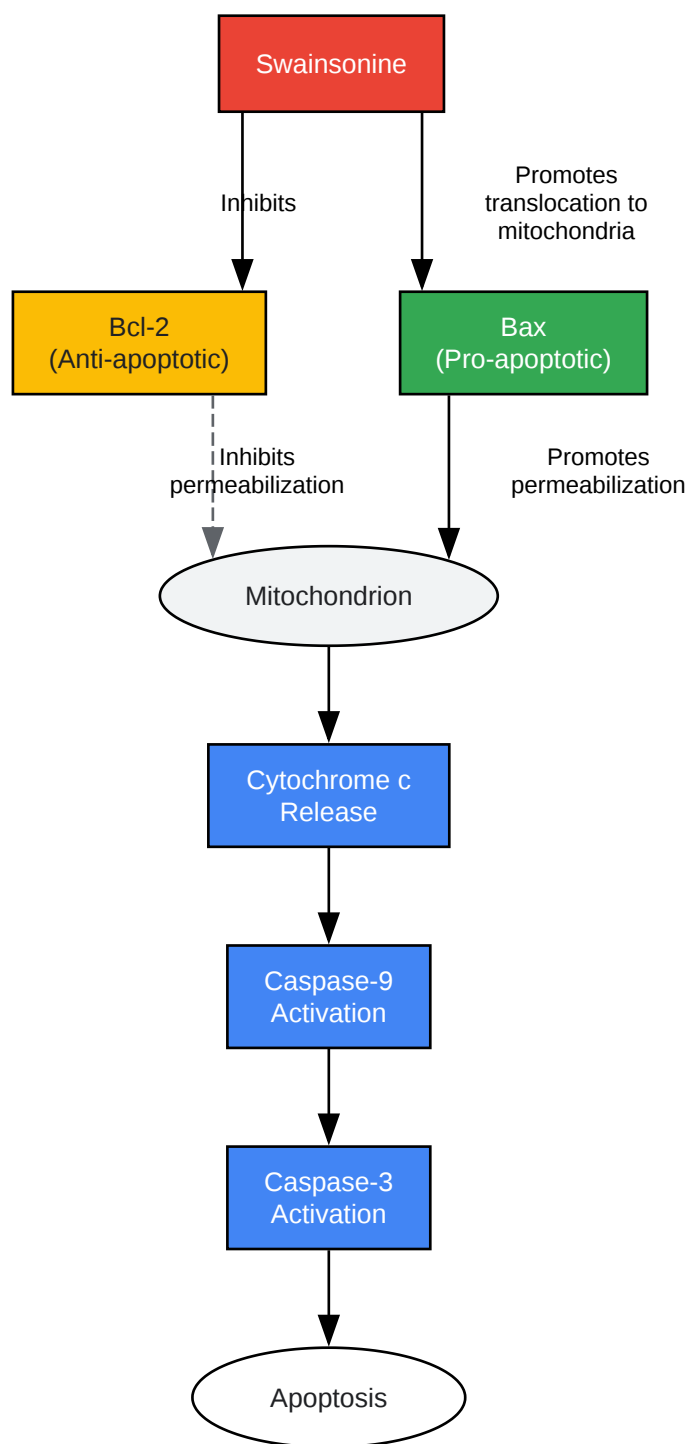 Swainsonine
Inhibits
Promotes
translocation to
mitochondria
Bcl-2
(Anti-apoptotic)
Bax
(Pro-apoptotic)
Inhibits
permeabilization
Promotes
permeabilization
Mitochondrion
Cytochrome c
Release
Caspase-9
Activation
Caspase-3
Activation
Apoptosis